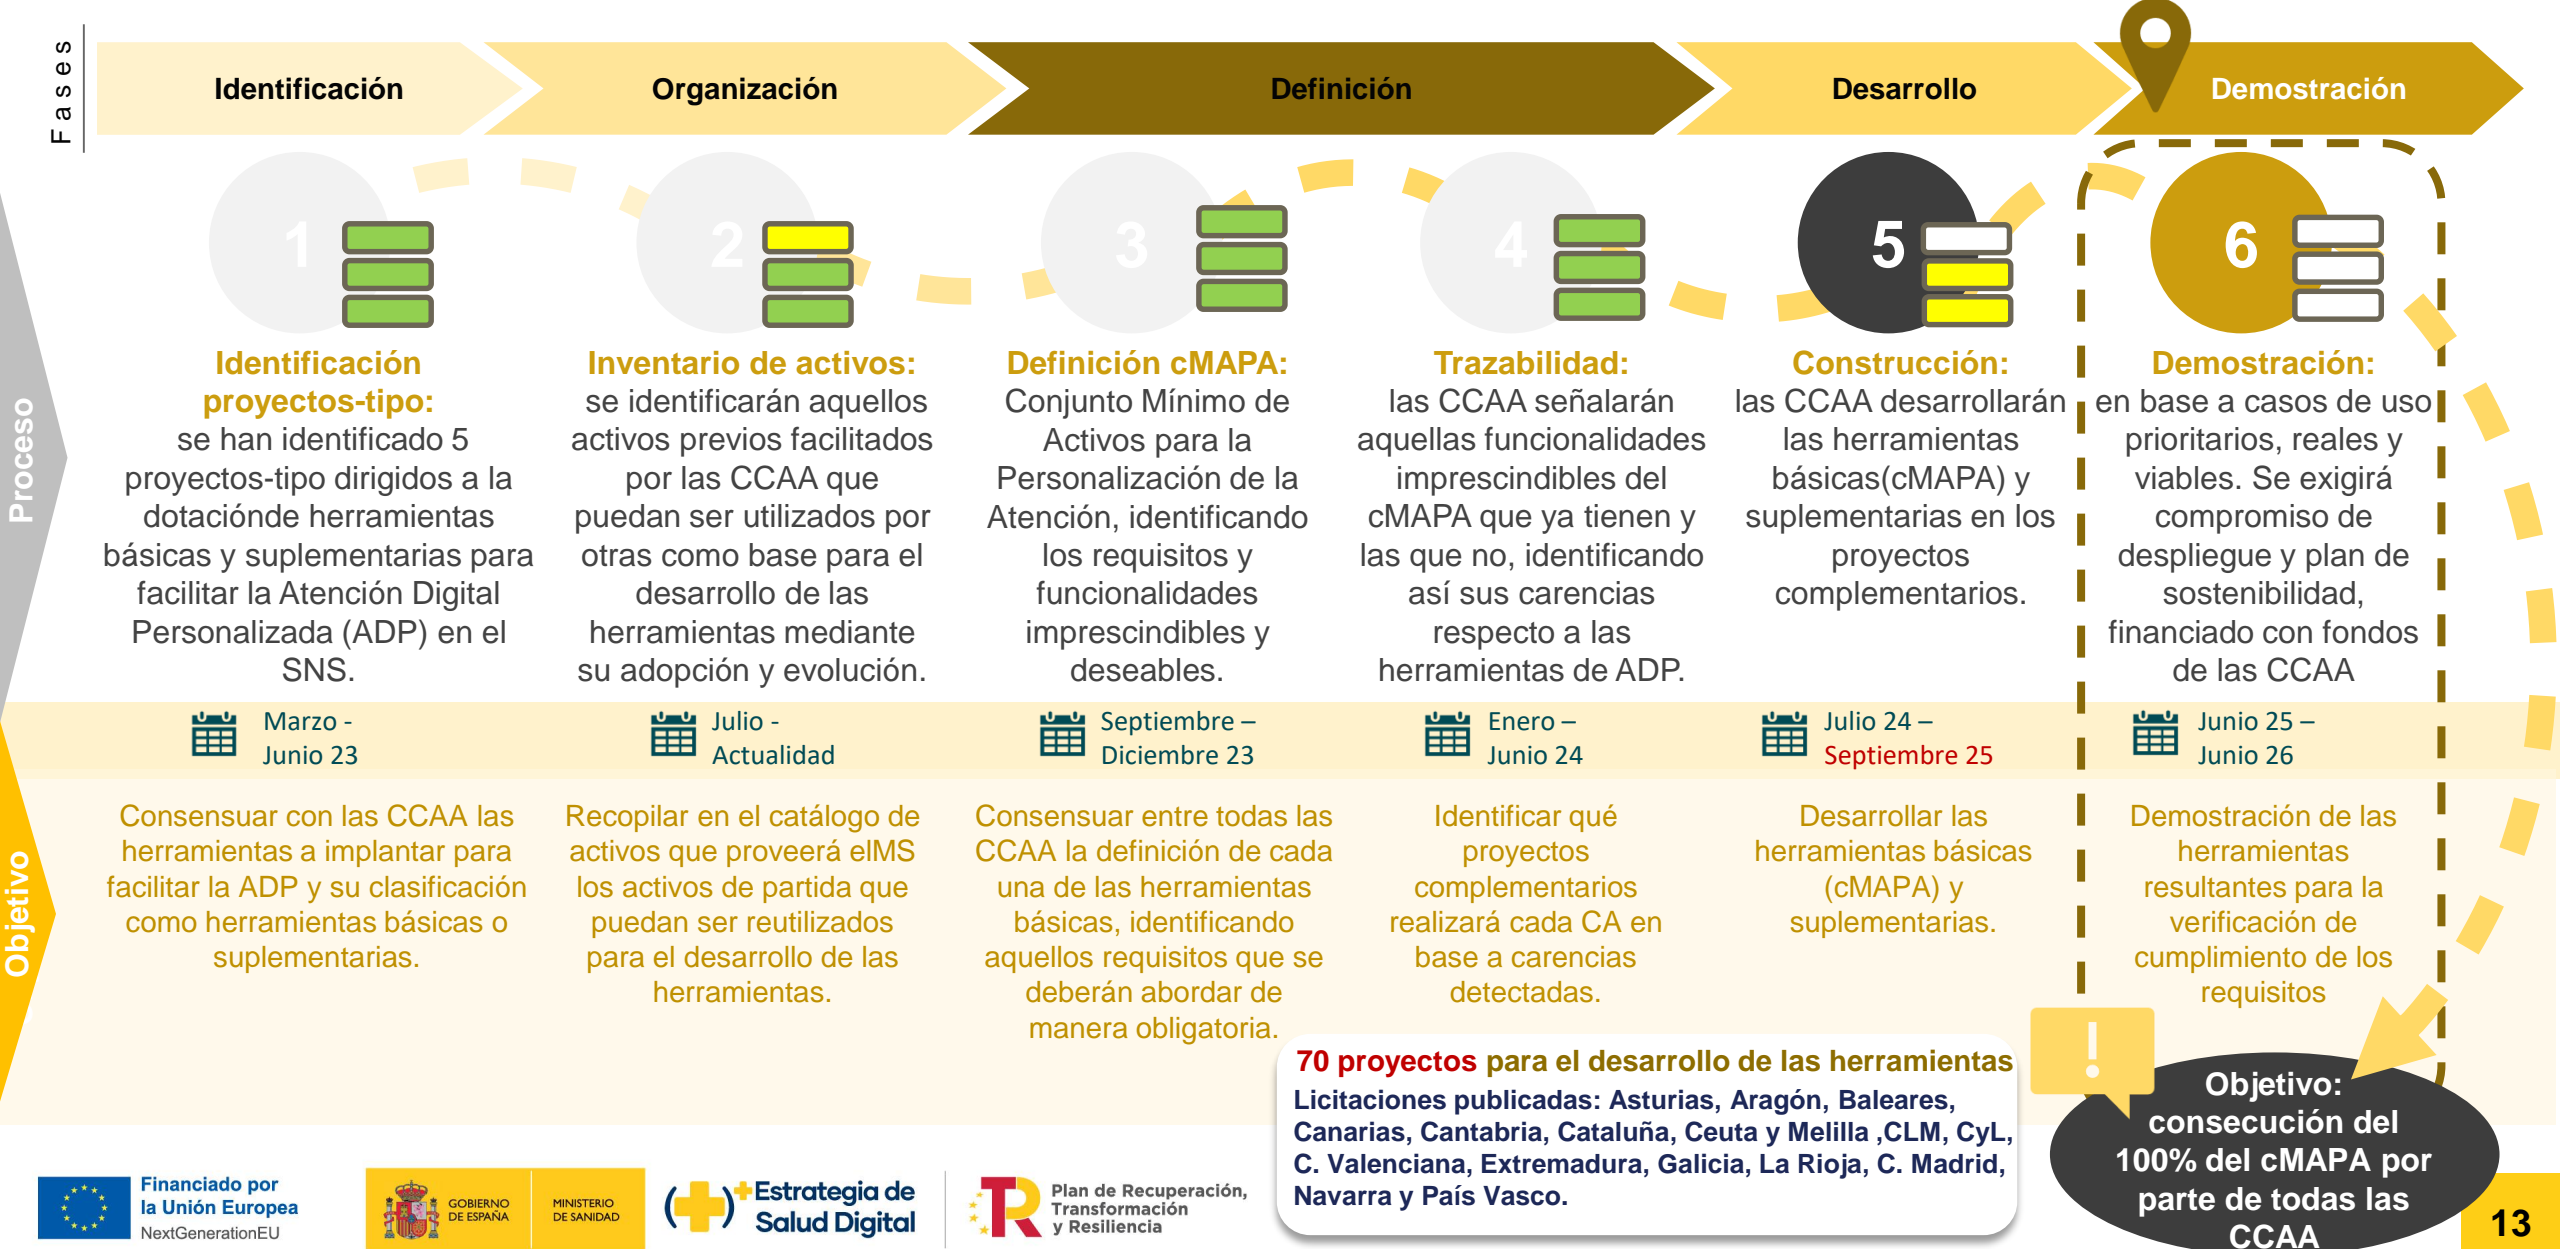 Fases
Identificación
Organización
Definición
Desarrollo
Demostración
Proceso
1
Identificación
proyectos-tipo:
se han identificado 5
proyectos-tipo dirigidos a la
dotaciónde herramientas
básicas y suplementarias para
facilitar la Atención Digital
Personalizada (ADP) en el
SNS.
2
Inventario de activos:
se identificarán aquellos
activos previos facilitados
por las CCAA que
puedan ser utilizados por
otras como base para el
desarrollo de las
herramientas mediante
su adopción y evolución.
3
Definición cMAPA:
Conjunto Mínimo de
Activos para la
Personalización de la
Atención, identificando
los requisitos y
funcionalidades
imprescindibles y
deseables.
4
Trazabilidad:
las CCAA señalarán
aquellas funcionalidades
imprescindibles del
cMAPA que ya tienen y
las que no, identificando
así sus carencias
respecto a las
herramientas de ADP.
5
Construcción:
las CCAA desarrollarán
las herramientas
básicas(cMAPA) y
suplementarias en los
proyectos
complementarios.
6
Demostración:
en base a casos de uso
prioritarios, reales y
viables. Se exigirá
compromiso de
despliegue y plan de
sostenibilidad,
financiado con fondos
de las CCAA
Marzo -
Junio 23
Julio -
Actualidad
Septiembre –
Diciembre 23
Enero –
Junio 24
Julio 24 –
Septiembre 25
Junio 25 –
Junio 26
Objetivo
Consensuar con las CCAA las
herramientas a implantar para
facilitar la ADP y su clasificación
como herramientas básicas o
suplementarias.
Recopilar en el catálogo de
activos que proveerá eIMS
los activos de partida que
puedan ser reutilizados
para el desarrollo de las
herramientas.
Consensuar entre todas las
CCAA la definición de cada
una de las herramientas
básicas, identificando
aquellos requisitos que se
deberán abordar de
manera obligatoria.
Identificar qué
proyectos
complementarios
realizará cada CA en
base a carencias
detectadas.
Desarrollar las
herramientas básicas
(cMAPA) y
suplementarias.
Demostración de las
herramientas
resultantes para la
verificación de
cumplimiento de los
requisitos
70 proyectos para el desarrollo de las herramientas
Licitaciones publicadas: Asturias, Aragón, Baleares,
Canarias, Cantabria, Cataluña, Ceuta y Melilla ,CLM, CyL,
C. Valenciana, Extremadura, Galicia, La Rioja, C. Madrid,
Navarra y País Vasco.
!
Objetivo:
consecución del
100% del cMAPA por
parte de todas las
CCAA
Financiado por
la Unión Europea
NextGenerationEU
GOBIERNO
DE ESPAÑA
MINISTERIO
DE SANIDAD
Estrategia de
Salud Digital
Plan de Recuperación,
Transformación
y Resiliencia
13